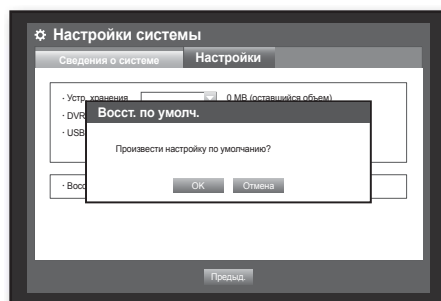 Настройки системы
Сведения о системе Настройки
· Устр. хранения 0 MB (оставшийся объем)
· DVR
· USB
Восст. по умолч.
Произвести настройку по умолчанию?
OK Отмена
· Восс
Предыд.